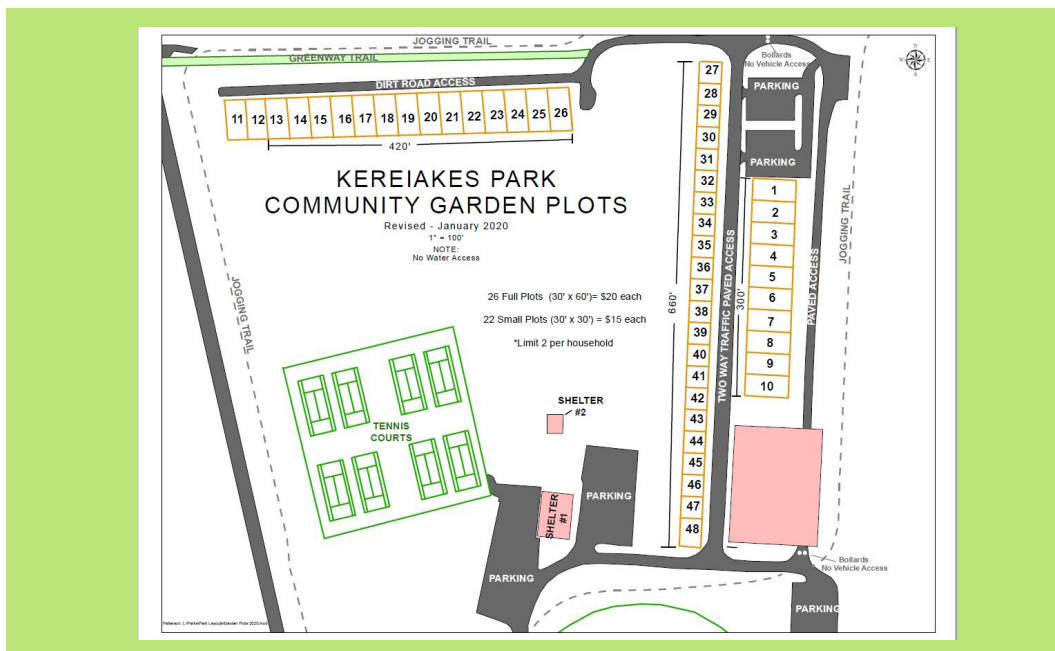 JOGGING TRAIL
GREENWAY TRAIL
DIRT ROAD ACCESS
11 12 13 14 15 16 17 18 19 20 21 22 23 24 25 26
420'
Bollards
No Vehicle Access
N
W E
S
PARKING
PARKING
KEREIAKES PARK
COMMUNITY GARDEN PLOTS
Revised - January 2020
1" = 100'
NOTE:
No Water Access
26 Full Plots (30' x 60')= $20 each
22 Small Plots (30' x 30') = $15 each
*Limit 2 per household
27
28
29
30
31
32
33
34
35
36
37
38
39
40
41
42
43
44
45
46
47
48
660'
TWO WAY TRAFFIC PAVED ACCESS
300'
1
2
3
4
5
6
7
8
9
10
PAVED ACCESS
JOGGING TRAIL
JOGGING TRAIL
TENNIS
COURTS
SHELTER
#2
SHELTER
#1
PARKING
PARKING
Bollards
No Vehicle Access
PARKING